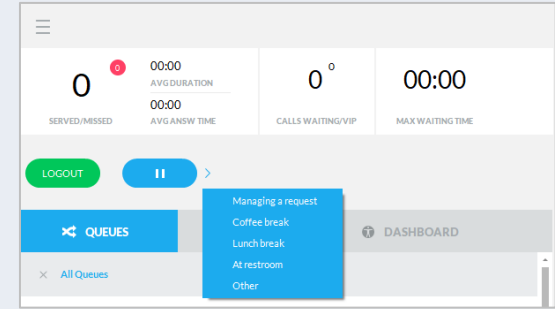 0 0 00:00
AVG DURATION
00:00
SERVED/MISSED AVG ANSW TIME
0 0
CALLS WAITING/VIP
00:00
MAX WAITING TIME
LOGOUT
Managing a request
Coffee break
Lunch break
At restroom
Other
QUEUES
DASHBOARD
All Queues